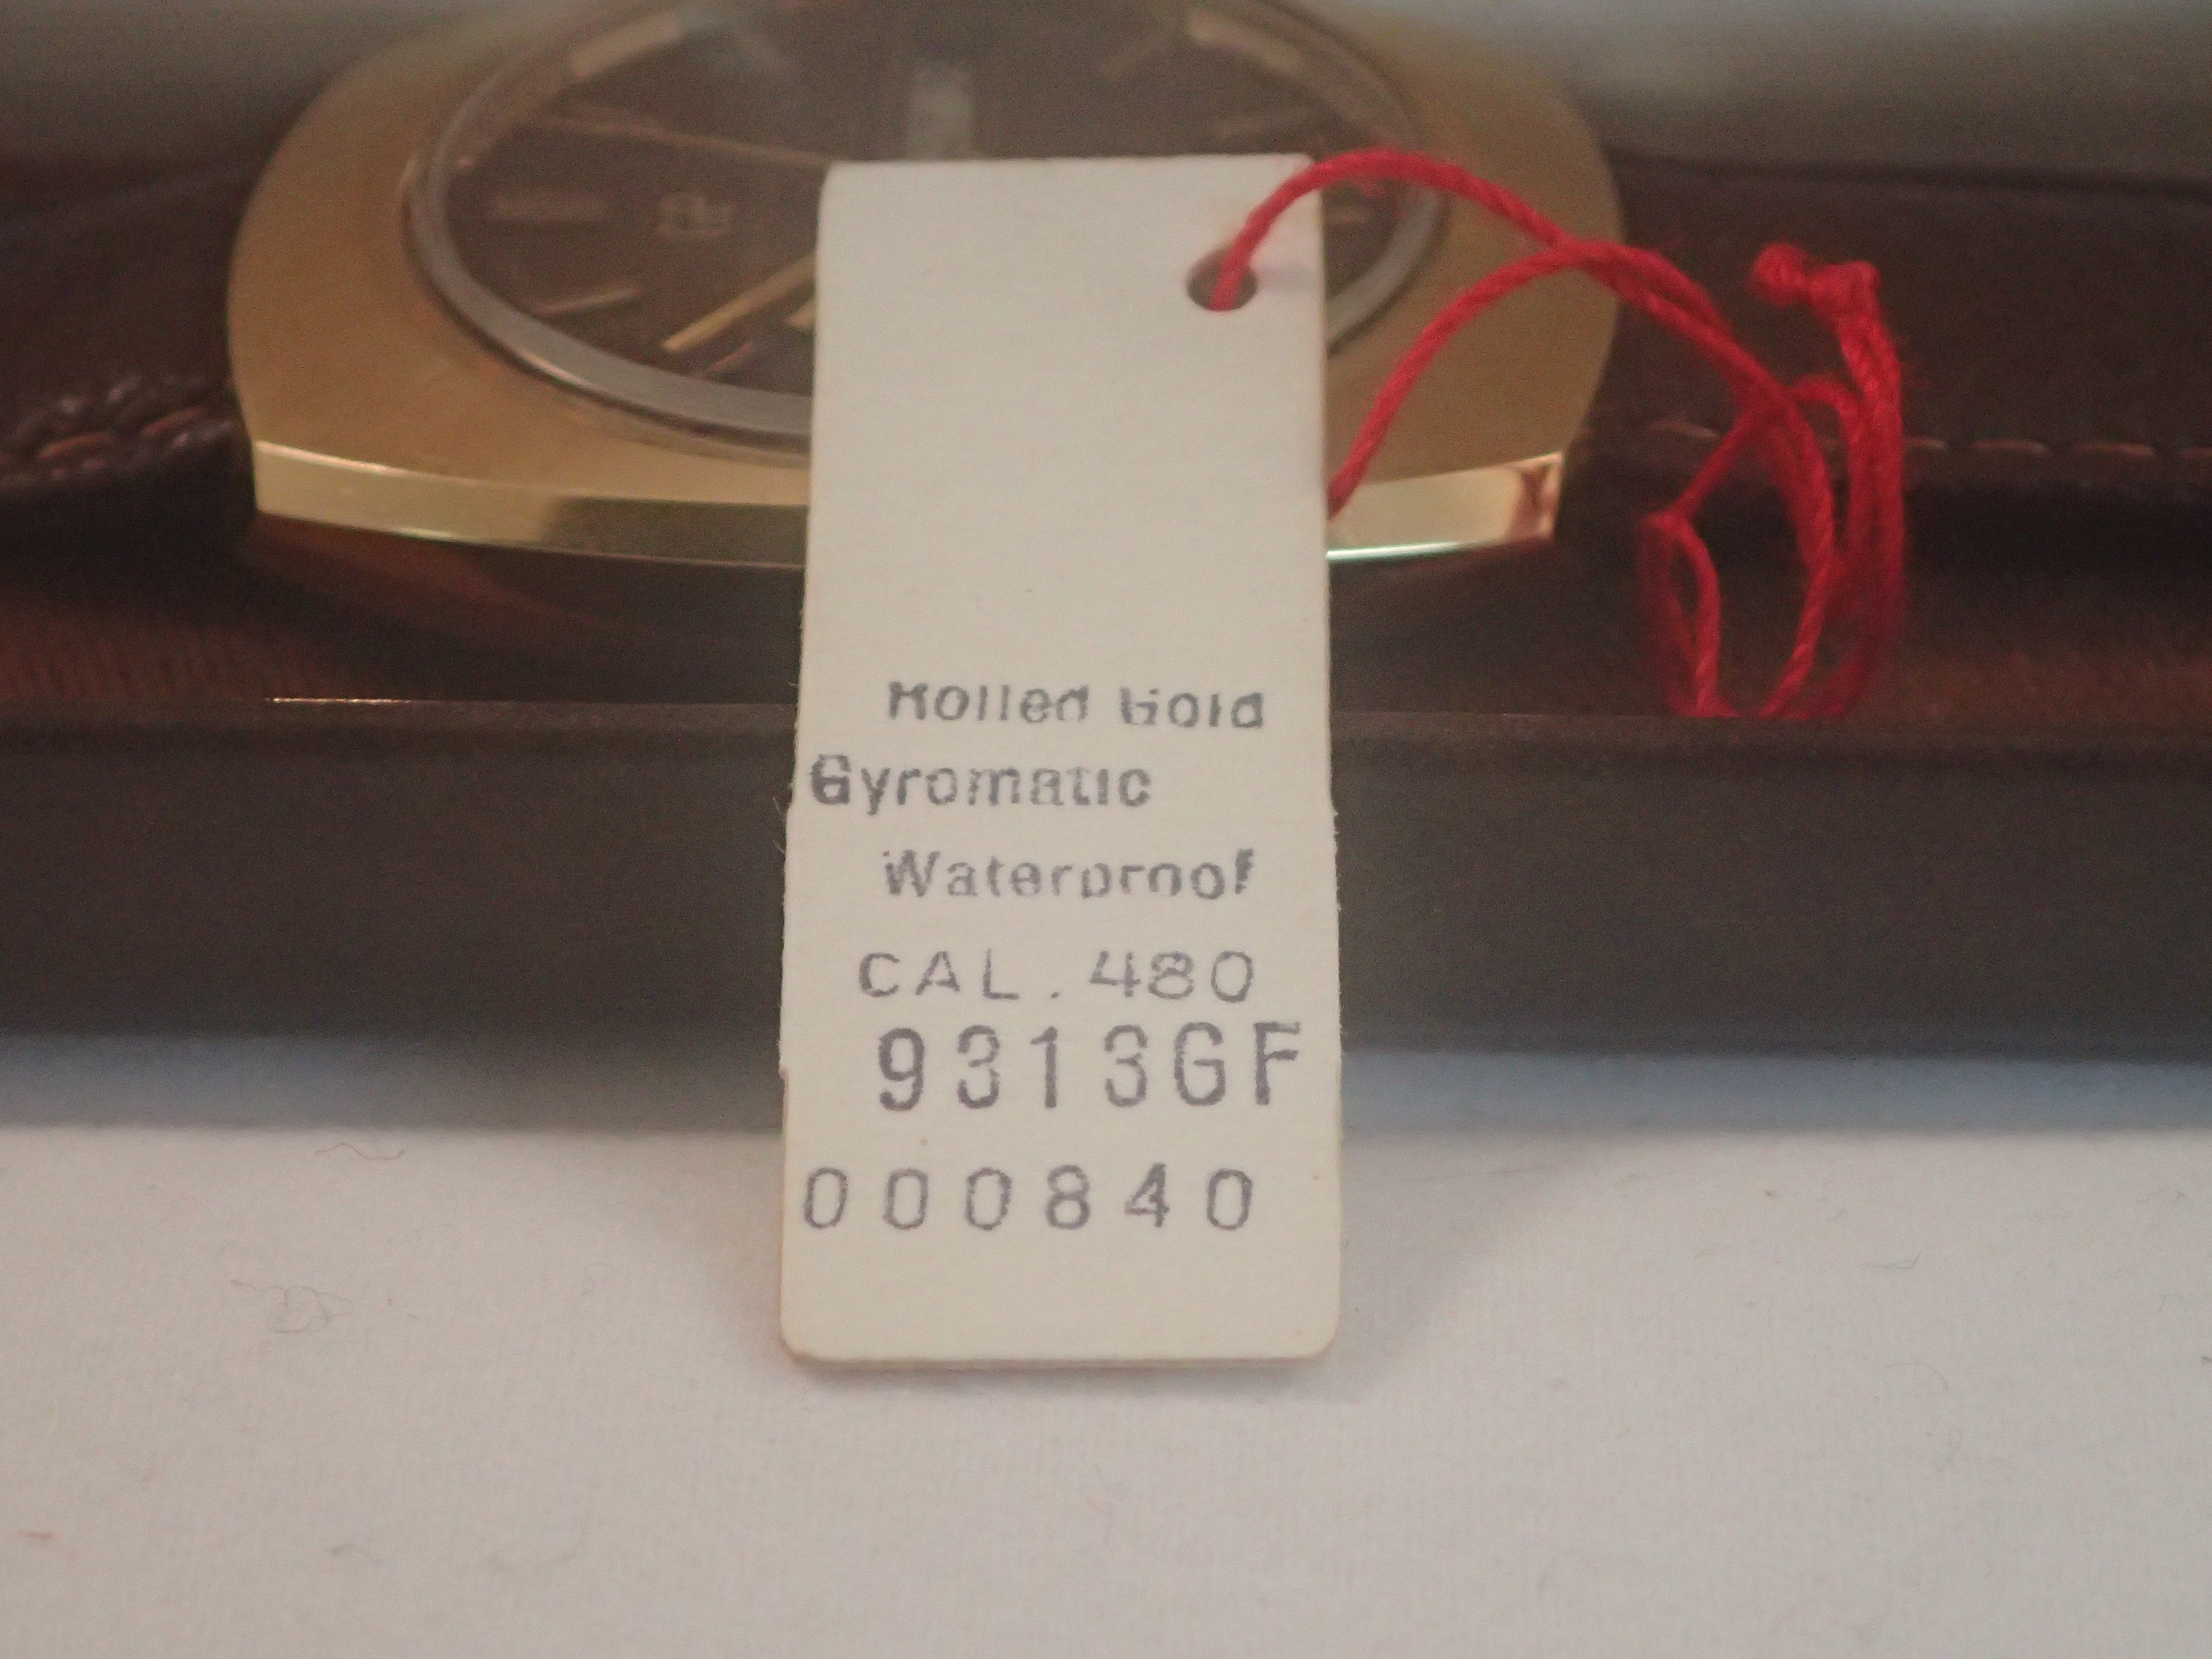 Rolled Gold
Gyromatic
Waterproof
CAL. 480
9313GF
000840